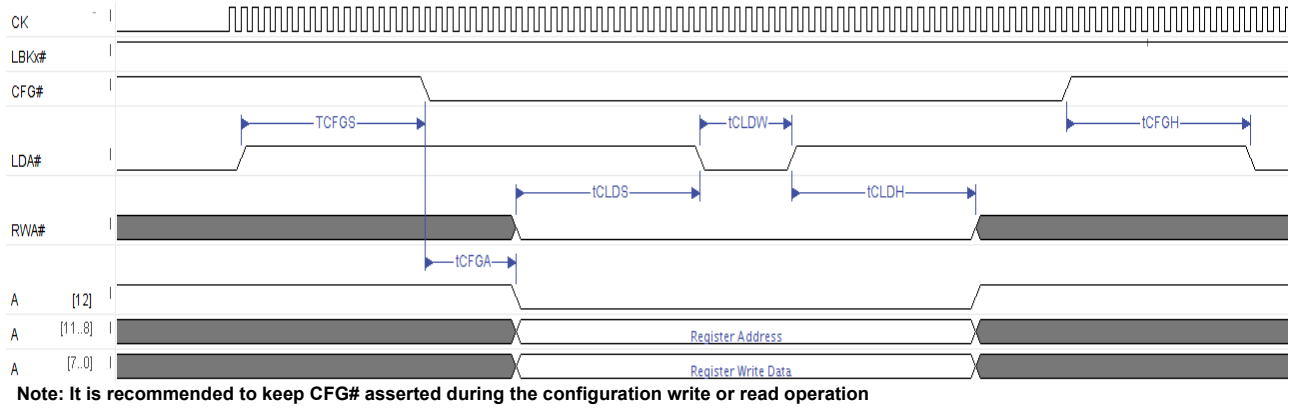 CK
LBKx#
CFG#
TCFGS
tCLDW
tCFGH
LDA#
tCLDS
tCLDH
RWA#
tCFGA
A [12]
A [11..8] Register Address
A [7..0] Register Write Data
Note: It is recommended to keep CFG# asserted during the configuration write or read operation